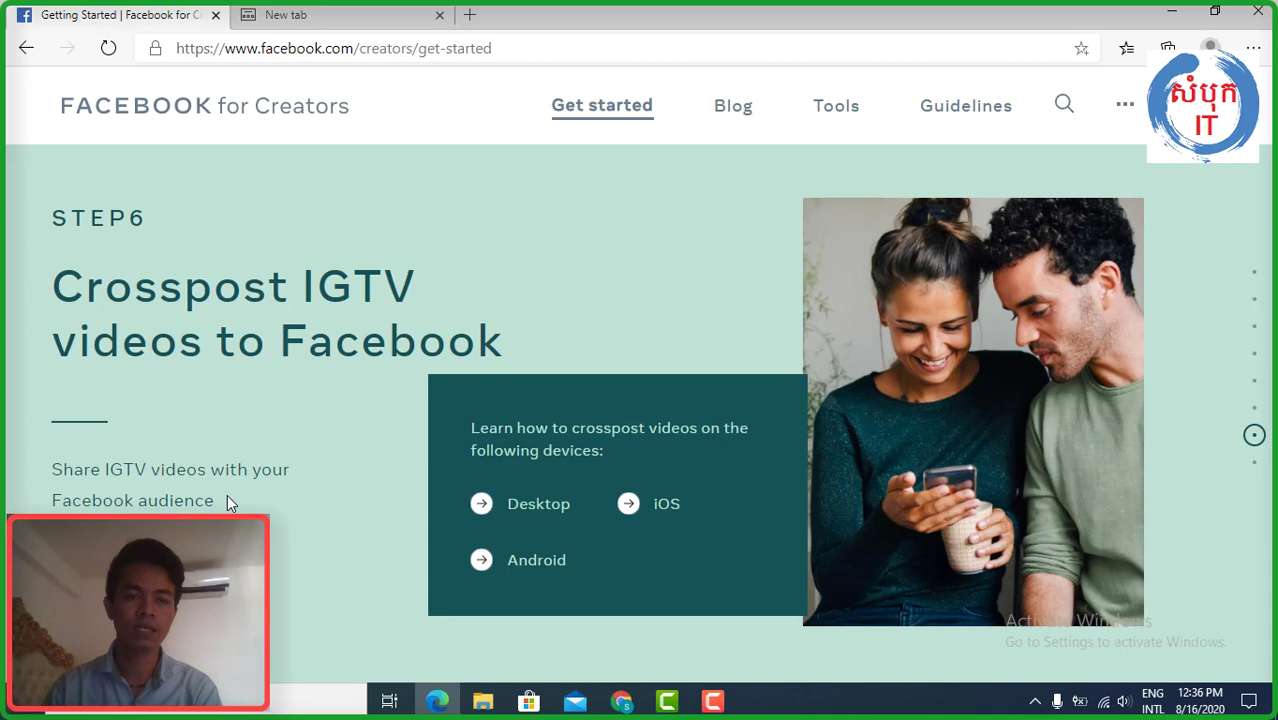 Getting Started | Facebook for C
New tab
https://www.facebook.com/creators/get-started
FACEBOOK for Creators
Get started
Blog
Tools
Guidelines
សំបុក
IT
STEP6
Crosspost IGTV
videos to Facebook
Share IGTV videos with your
Facebook audience
Learn how to crosspost videos on the
following devices:
Desktop
iOS
Android
Activate Windows
Go to Settings to activate Windows.
ENG
INTL
12:36 PM
8/16/2020